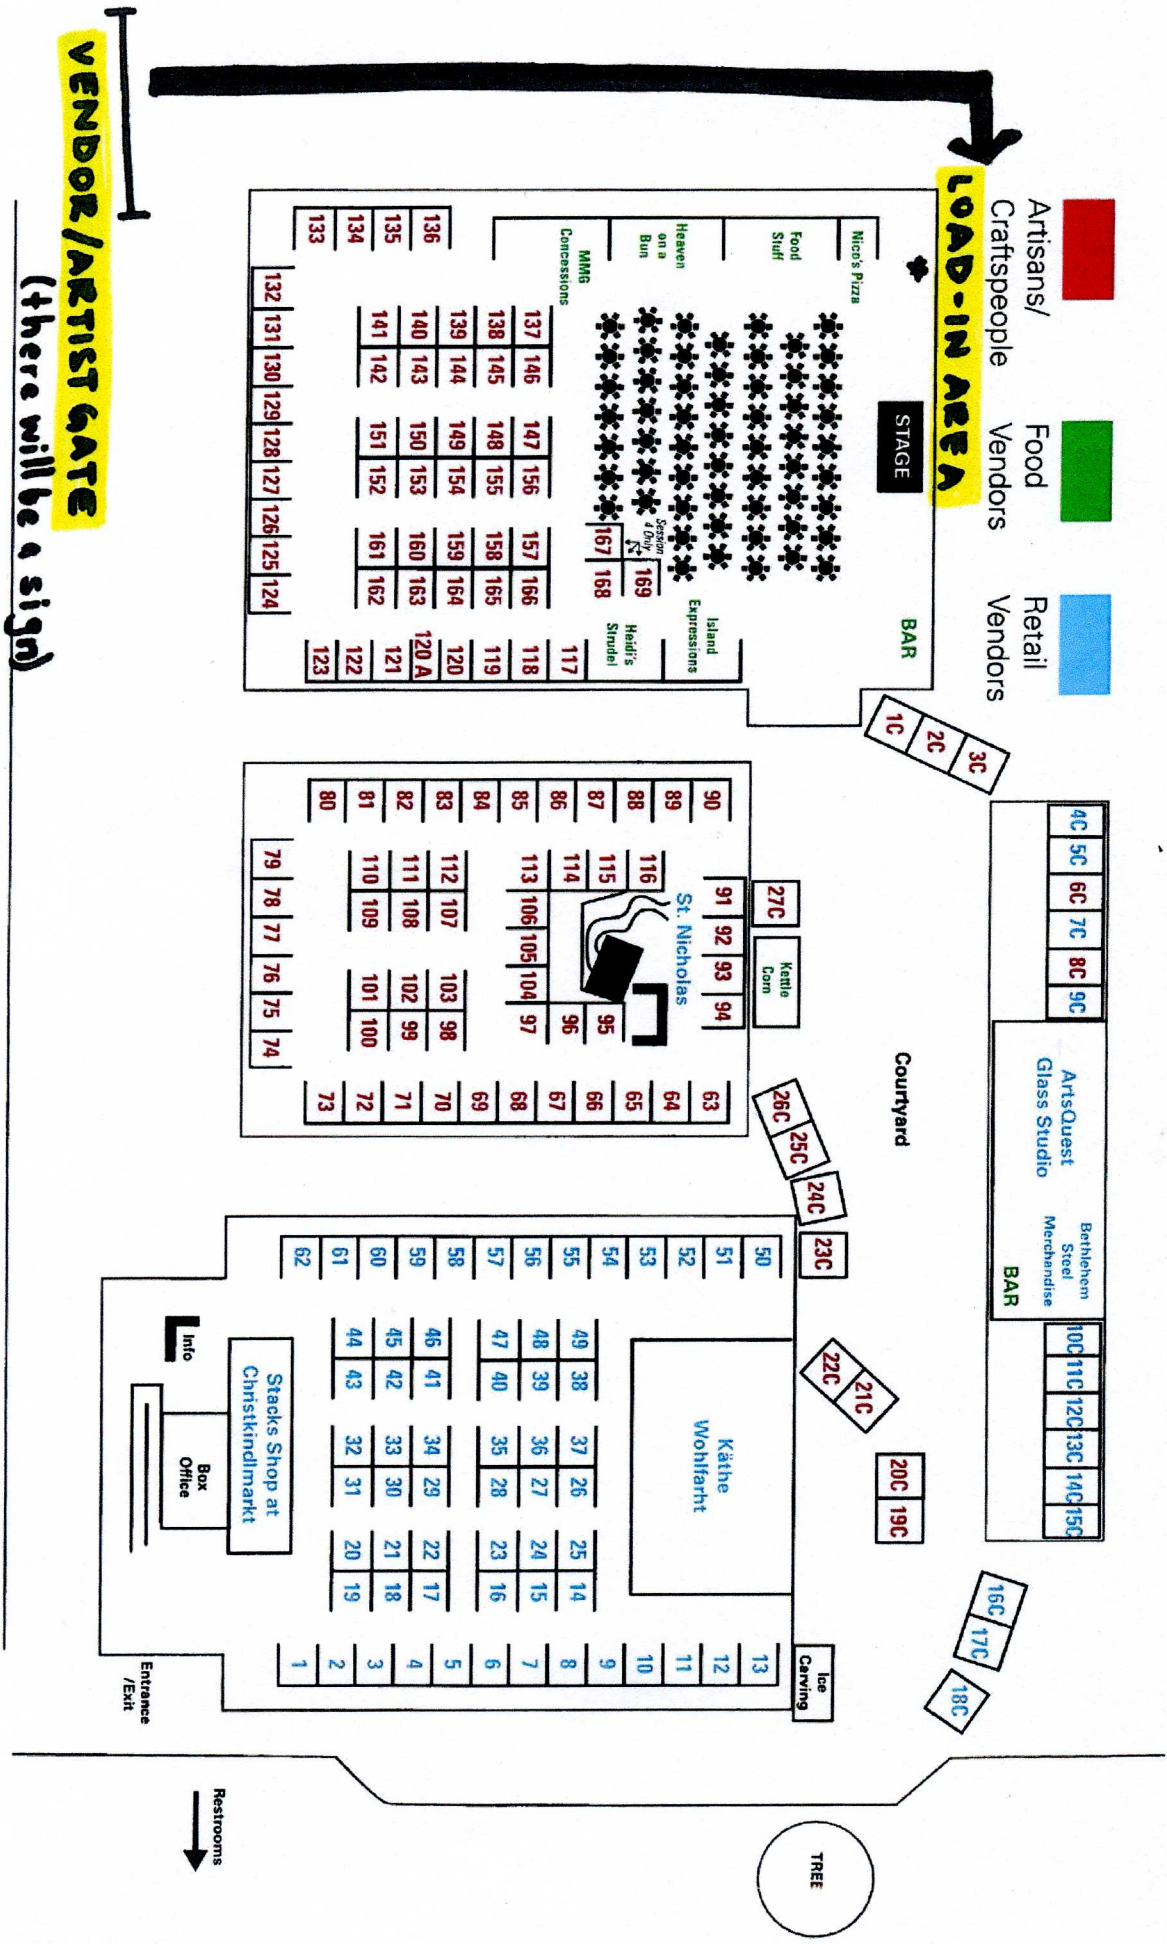 Artisans/
Craftspeople
Food
Vendors
Retail
Vendors
LOAD-IN AREA
VENDOR/ARTIST GATE
(there will be a sign)
STAGE
BAR
Nico's Pizza
Food
Stuff
Heaven
on a
Bun
MMG
Concessions
Session
4 Only
167
168
169
Island
Expressions
Heidi's
Strudel
136
135
134
133
137 146
138 145
139 144
140 143
141 142
147 156
148 155
149 154
150 153
151 152
157 166
158 165
159 164
160 163
161 162
117
118
119
120
120 A
121
122
123
132 131 130 129 128 127 126 125 124
1C 2C 3C
4C 5C 6C 7C 8C 9C
ArtsQuest
Glass Studio
Bethlehem
Steel
Merchandise
BAR
10C 11C 12C 13C 14C 15C
16C 17C
18C
Courtyard
27C
Kettle
Corn
26C 25C
24C
23C
22C 21C
20C 19C
90
89
88
87
86
85
84
83
82
81
80
91 92 93 94
St. Nicholas
116
115
114
113 106 105 104 97
96
95
112 107
111 108
110 109
103 98
102 99
101 100
63
64
65
66
67
68
69
70
71
72
73
79 78 77 76 75 74
50
51
52
53
54
55
56
57
58
59
60
61
62
Käthe
Wohlfarht
49 38
48 39
47 40
46 41
45 42
44 43
37 26
36 27
35 28
34 29
33 30
32 31
25 14
24 15
23 16
22 17
21 18
20 19
13
12
11
10
9
8
7
6
5
4
3
2
1
Ice
Carving
Stacks Shop at
Christkindlmarkt
Info
Box
Office
Entrance
/Exit
Restrooms
TREE